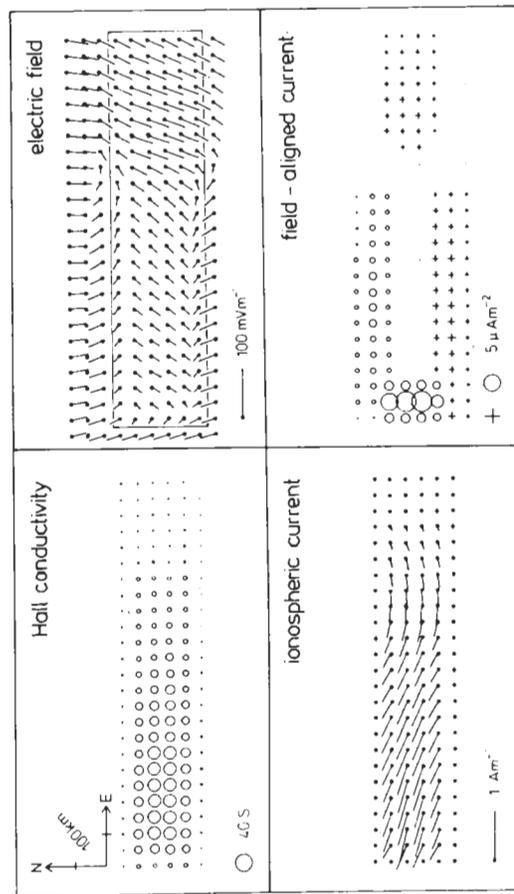 Hall conductivity
N
100km
E
40 S
electric field
100 mVm⁻¹
ionospheric current
1 Am⁻¹
field - aligned current
5 μAm⁻²